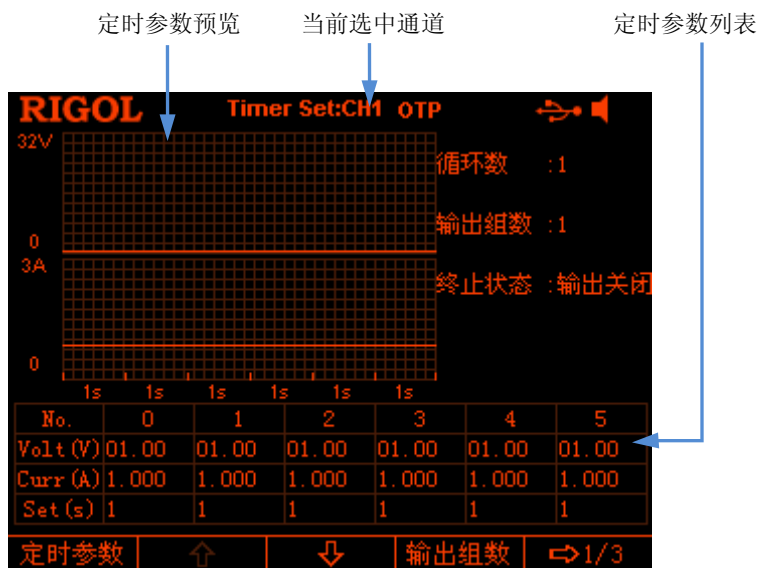 定时参数预览 当前选中通道 定时参数列表
RIGOL Timer Set:CH1 OTP
32V
循环数 :1
输出组数 :1
0
3A
终止状态 :输出关闭
0
1s 1s 1s 1s 1s 1s
No. 0 1 2 3 4 5
Volt(V) 01.00 01.00 01.00 01.00 01.00 01.00
Curr(A) 1.000 1.000 1.000 1.000 1.000 1.000
Set(s) 1 1 1 1 1 1
定时参数 输出组数 1/3